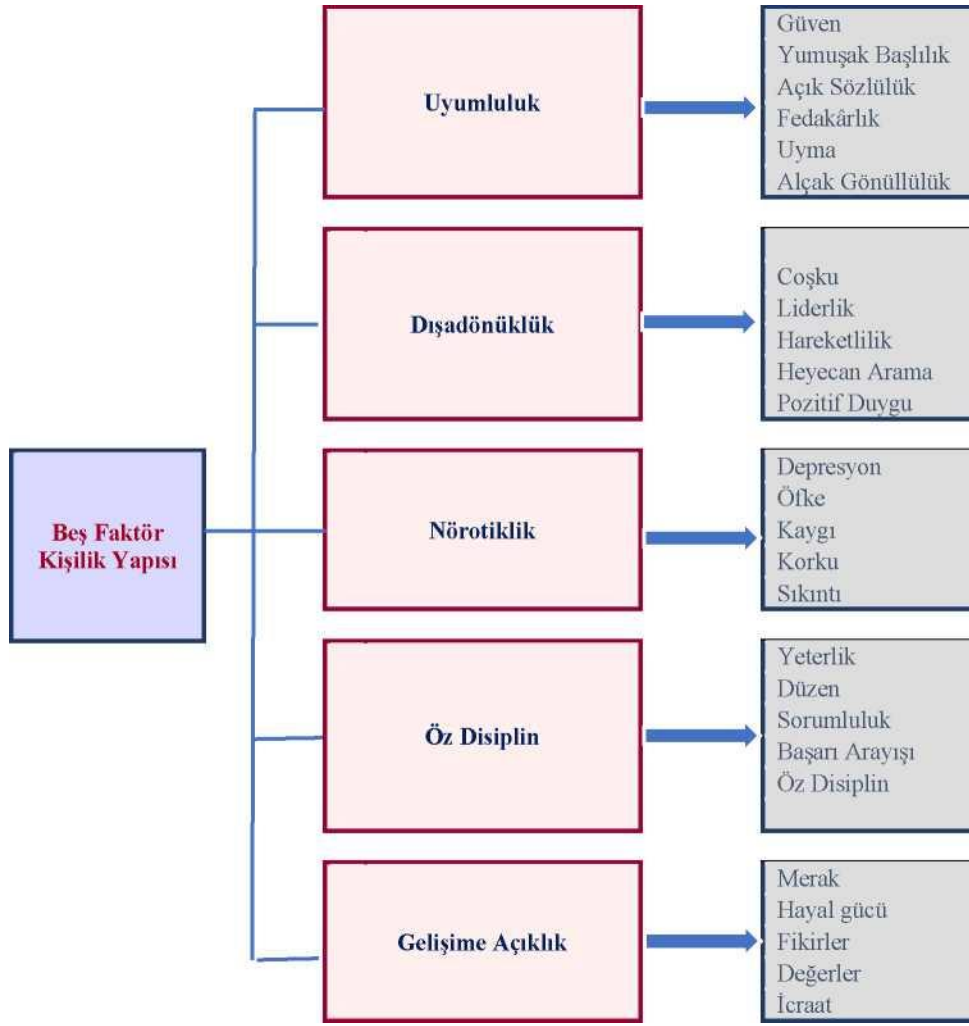 Beş Faktör
Kişilik Yapısı
Uyumluluk
Güven
Yumuşak Başlılık
Açık Sözlülük
Fedakârlık
Uyma
Alçak Gönüllülük
Dışadönüklük
Coşku
Liderlik
Hareketlilik
Heyecan Arama
Pozitif Duygu
Nörotiklik
Depresyon
Öfke
Kaygı
Korku
Sıkıntı
Öz Disiplin
Yeterlik
Düzen
Sorumluluk
Başarı Arayışı
Öz Disiplin
Gelişime Açıklık
Merak
Hayal gücü
Fikirler
Değerler
İcraat